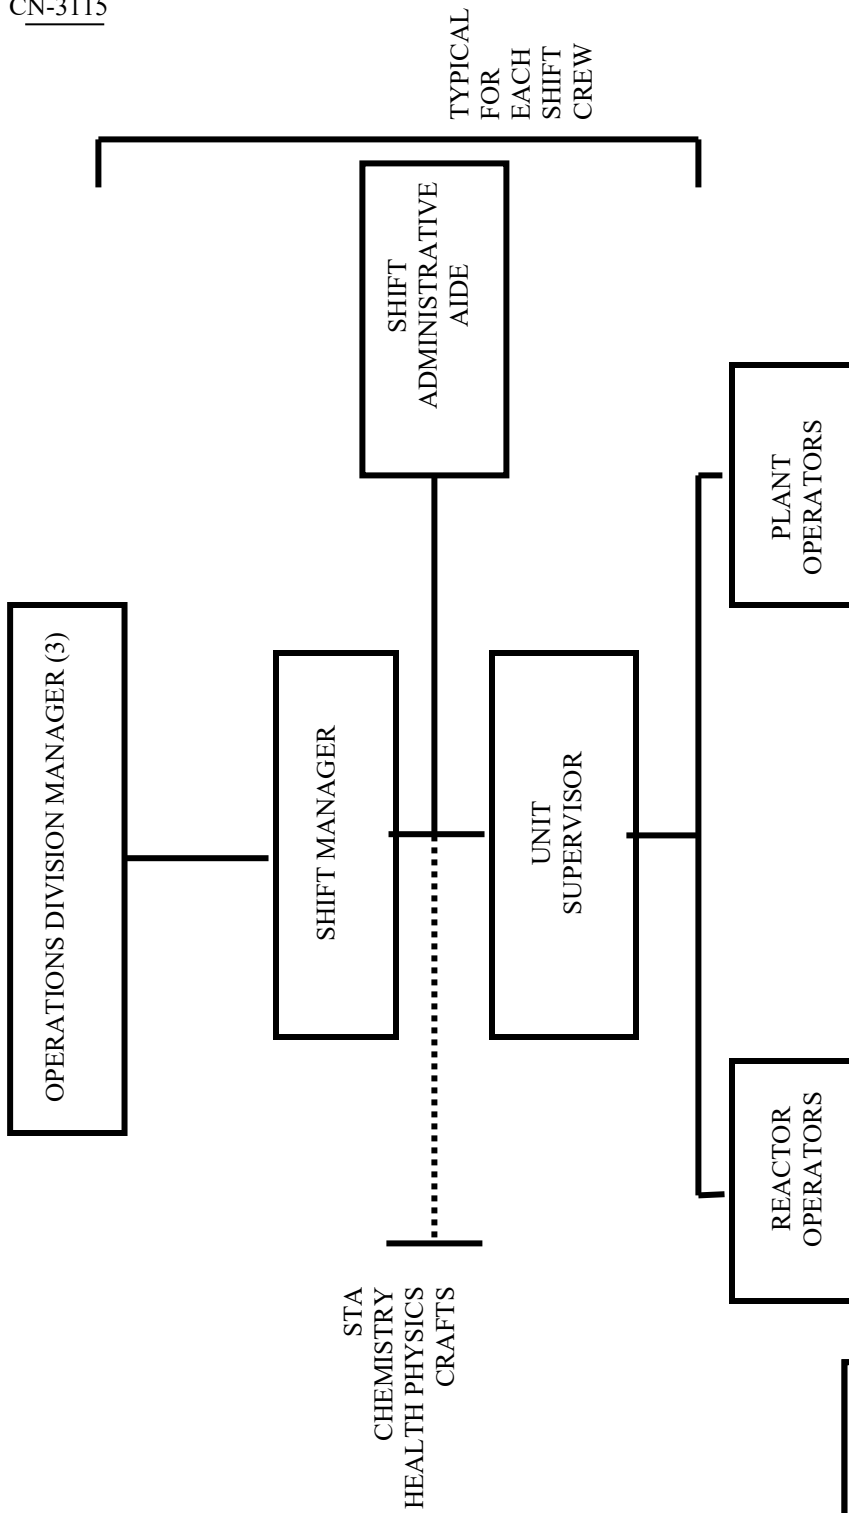 CN-3115
TYPICAL
FOR
EACH
SHIFT
CREW
OPERATIONS DIVISION MANAGER (3)
SHIFT MANAGER
SHIFT
ADMINISTRATIVE
AIDE
STA
CHEMISTRY
HEALTH PHYSICS
CRAFTS
UNIT
SUPERVISOR
REACTOR
OPERATORS
PLANT
OPERATORS